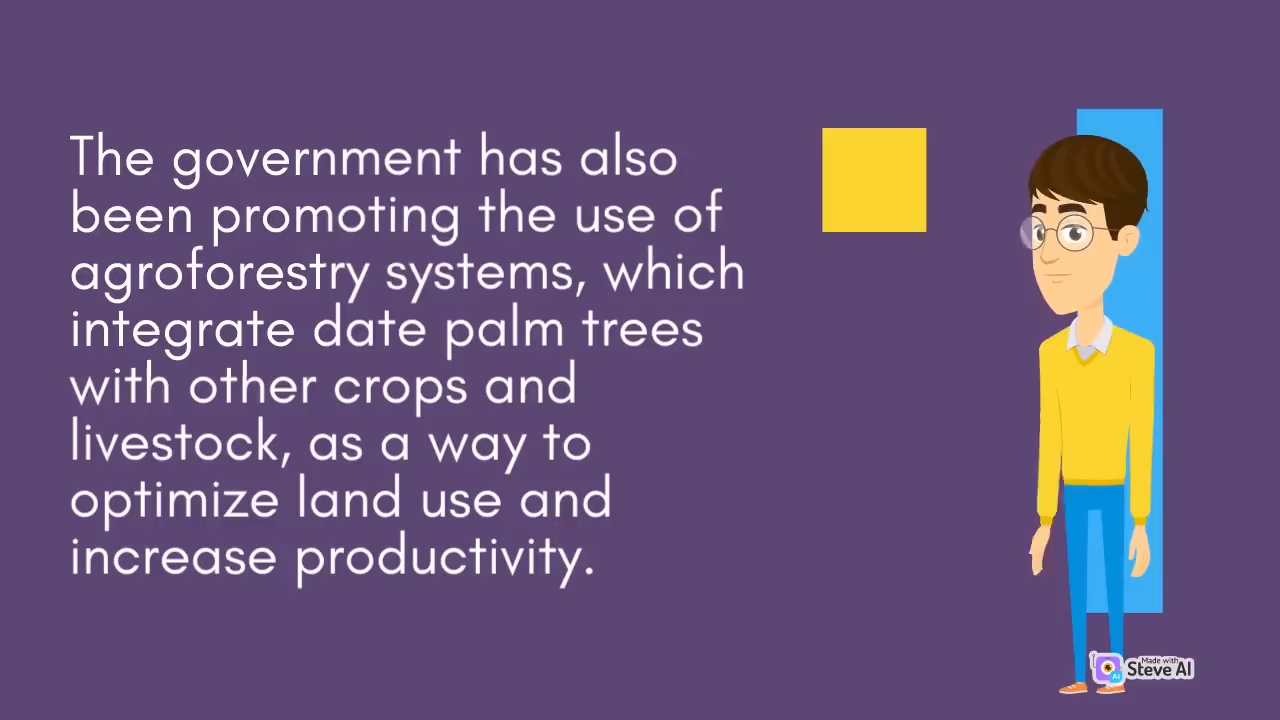 The government has also
been promoting the use of
agroforestry systems, which
integrate date palm trees
with other crops and
livestock, as a way to
optimize land use and
increase productivity.
Made with
AI Steve AI